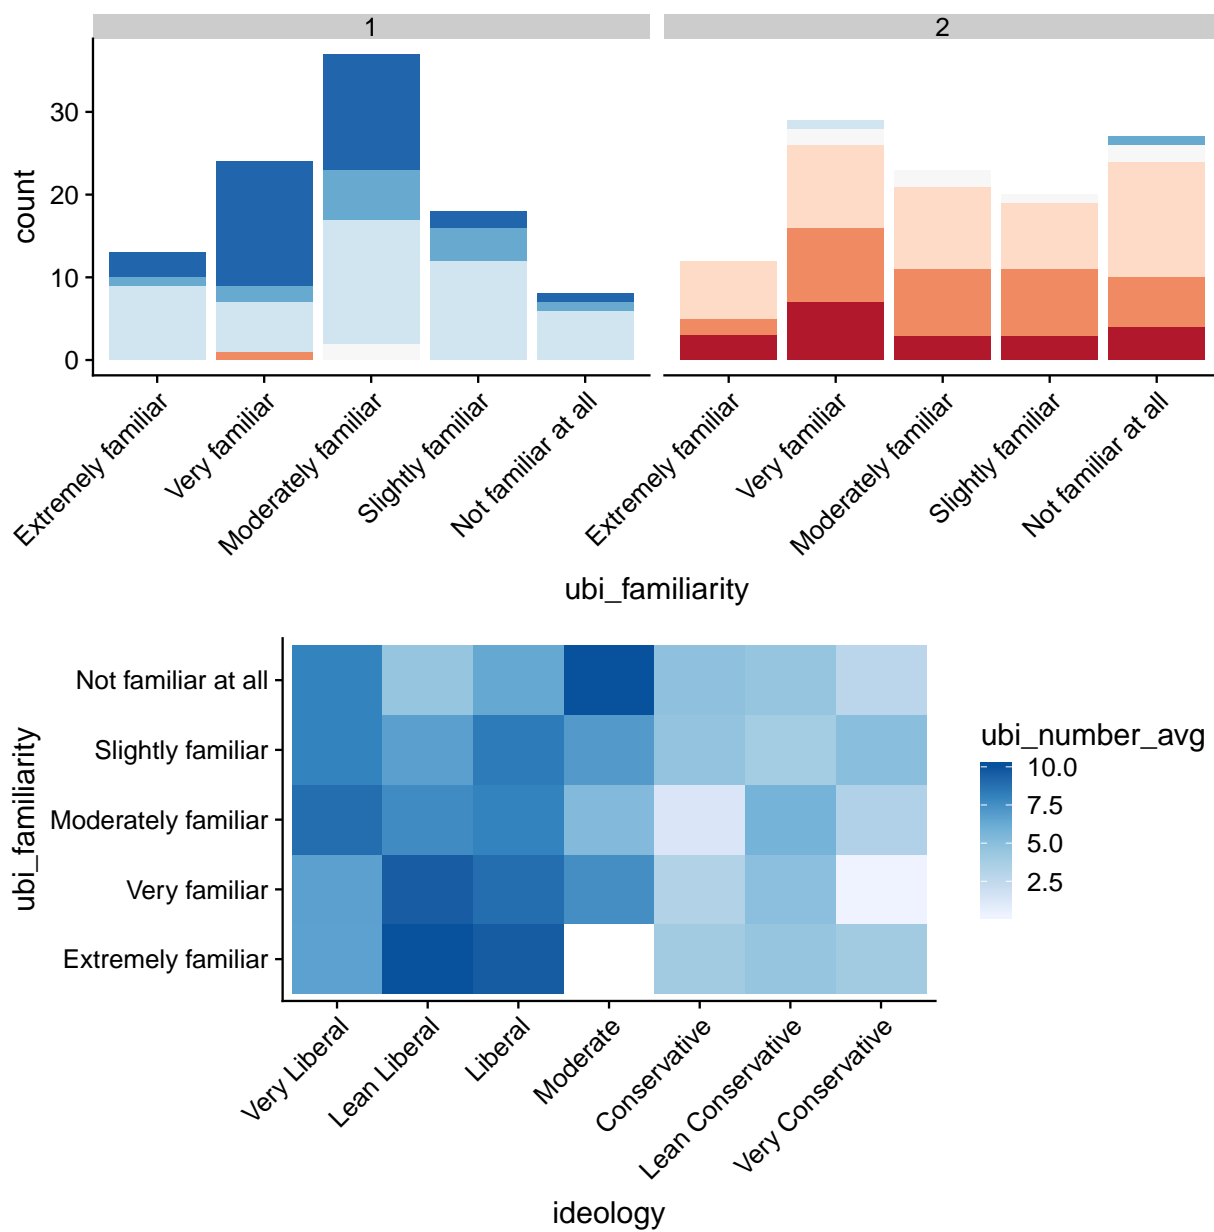 1
2
count
30
20
10
0
Extremely familiar
Very familiar
Moderately familiar
Slightly familiar
Not familiar at all
Extremely familiar
Very familiar
Moderately familiar
Slightly familiar
Not familiar at all
ubi_familiarity
ubi_familiarity
Not familiar at all
Slightly familiar
Moderately familiar
Very familiar
Extremely familiar
Very Liberal
Lean Liberal
Liberal
Moderate
Conservative
Lean Conservative
Very Conservative
ideology
ubi_number_avg
10.0
7.5
5.0
2.5